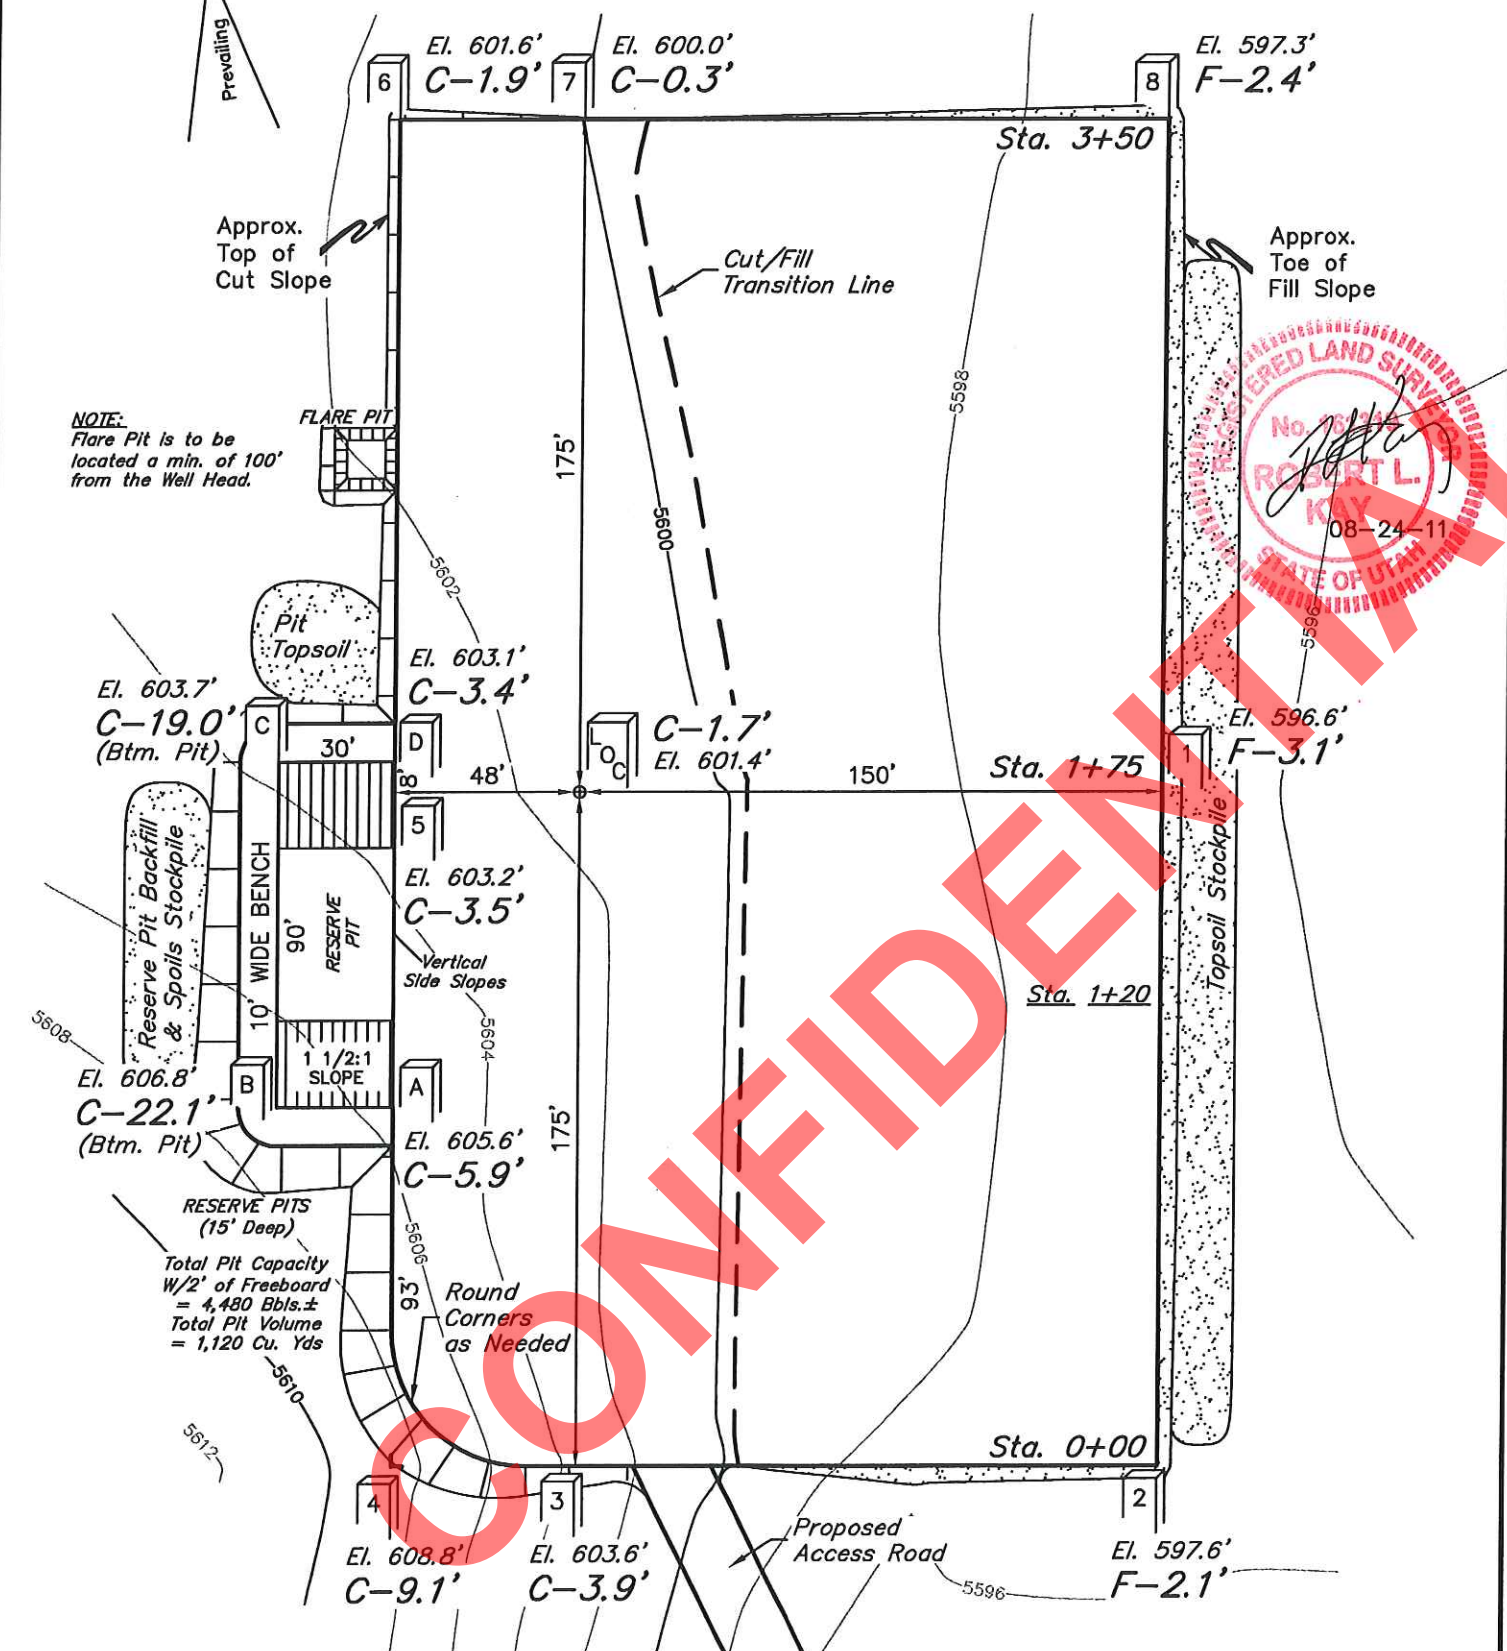 Prevailing
El. 601.6'
C-1.9'
6
El. 600.0'
C-0.3'
7
El. 597.3'
F-2.4'
8
Sta. 3+50
Approx.
Top of
Cut Slope
Cut/Fill
Transition Line
Approx.
Toe of
Fill Slope
5598
REGISTERED LAND SURVEYOR
ROBERT L.
KAY
08-24-11
STATE OF UTAH
NOTE:
Flare Pit is to be
located a min. of 100'
from the Well Head.
FLARE PIT
175'
5600
5602
5596
Pit
Topsoil
El. 603.1'
C-3.4'
El. 603.7'
C-19.0'
(Btm. Pit)
C
D
30'
8'
48'
LOC
C-1.7'
El. 601.4'
150'
Sta. 1+75
1
El. 596.6'
F-3.1'
5
El. 603.2'
C-3.5'
Reserve Pit Backfill
& Spoils Stockpile
10' WIDE BENCH
90'
RESERVE
PIT
Vertical
Side Slopes
Topsoil Stockpile
Sta. 1+20
5608
5604
1 1/2:1
SLOPE
El. 606.8'
C-22.1'
(Btm. Pit)
B
A
El. 605.6'
C-5.9'
175'
RESERVE PITS
(15' Deep)
Total Pit Capacity
W/2' of Freeboard
= 4,480 Bbls.±
Total Pit Volume
= 1,120 Cu. Yds
5606
93'
Round
Corners
as Needed
5610
5612
Sta. 0+00
4
3
2
El. 608.8'
C-9.1'
El. 603.6'
C-3.9'
Proposed
Access Road
El. 597.6'
F-2.1'
5596
CONFIDENTIAL